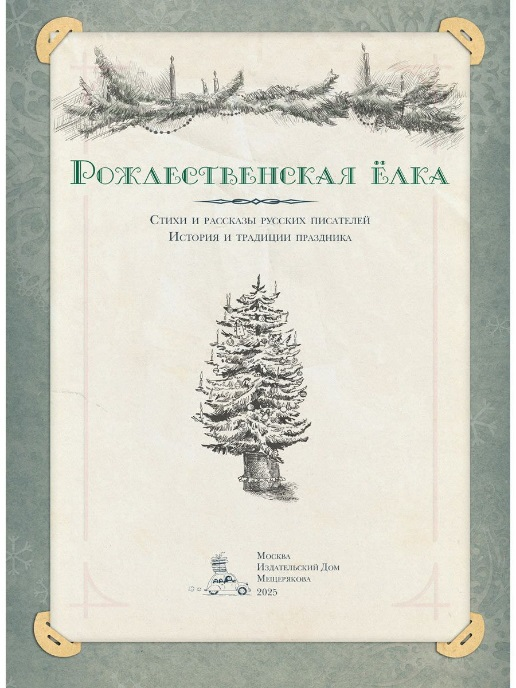 Рождественская ёлка
Стихи и рассказы русских писателей
История и традиции праздника
Москва
Издательский Дом
Мещерякова
2025